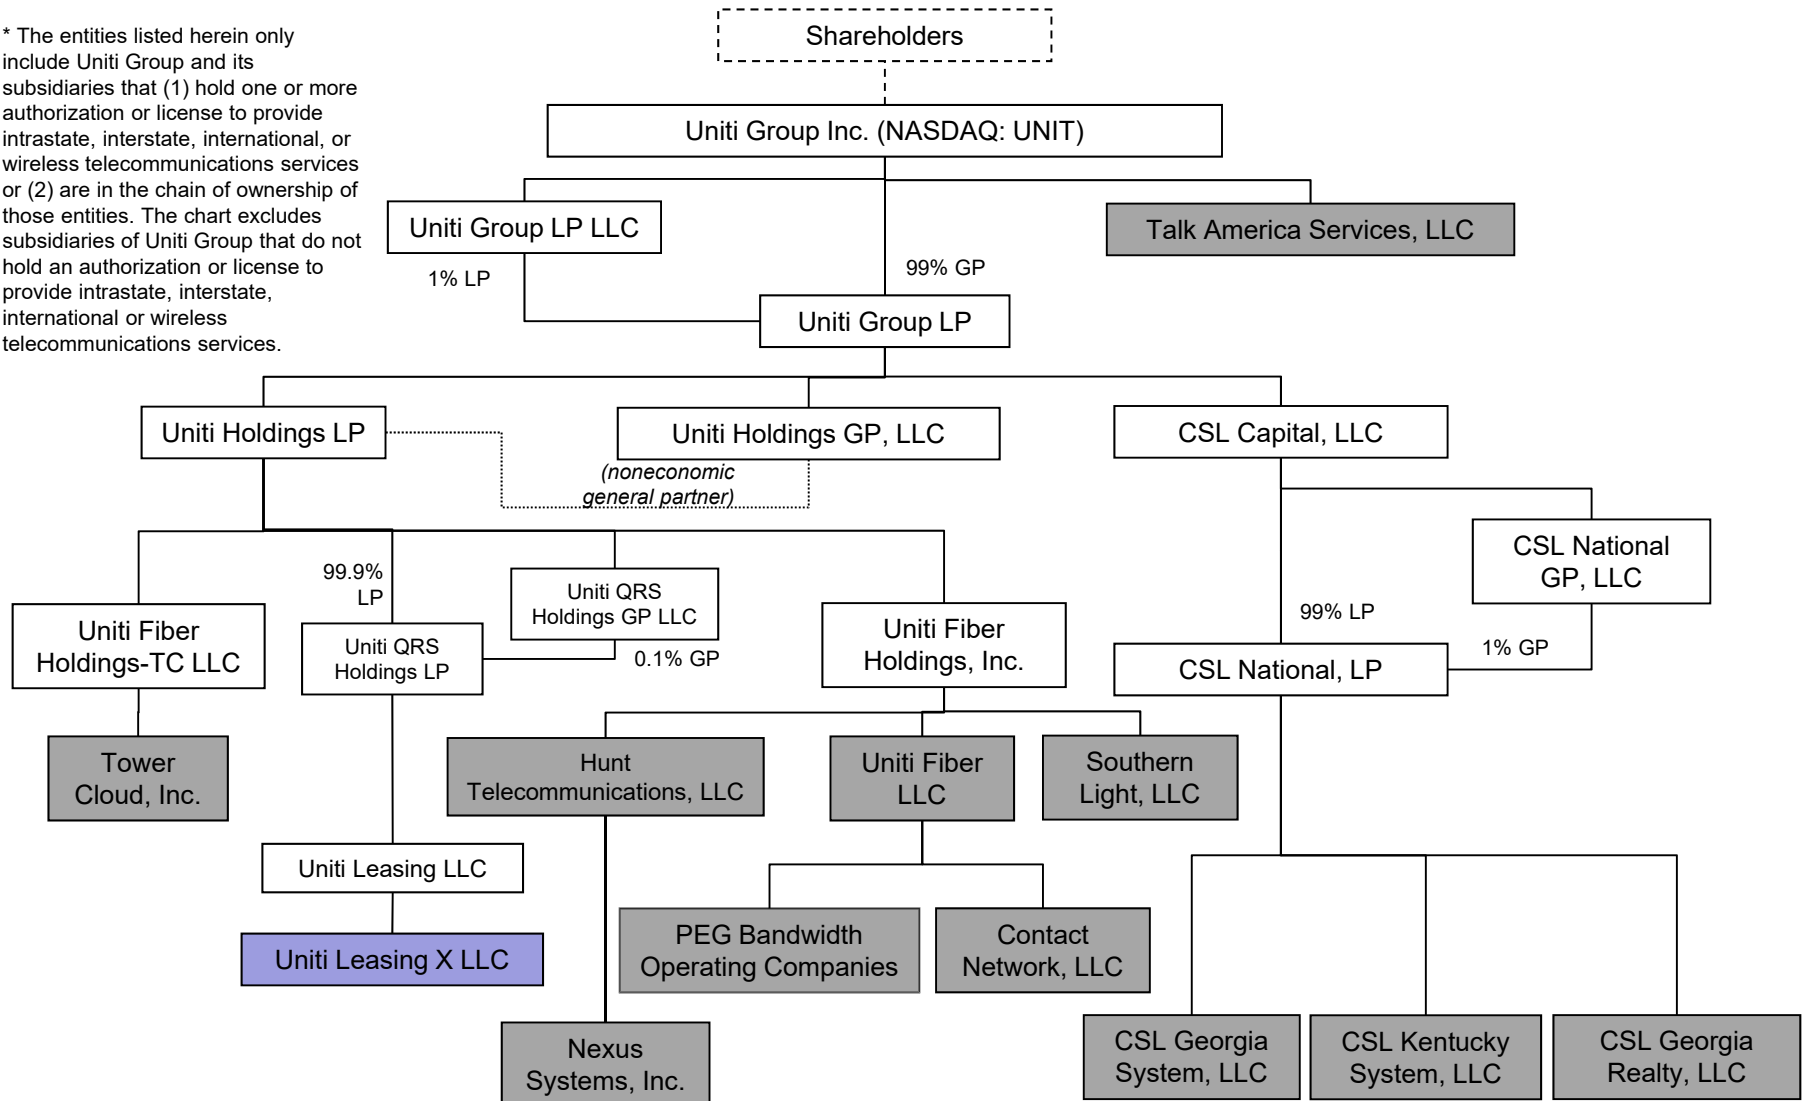 * The entities listed herein only
include Uniti Group and its
subsidiaries that (1) hold one or more
authorization or license to provide
intrastate, interstate, international, or
wireless telecommunications services
or (2) are in the chain of ownership of
those entities. The chart excludes
subsidiaries of Uniti Group that do not
hold an authorization or license to
provide intrastate, interstate,
international or wireless
telecommunications services.
Shareholders
Uniti Group Inc. (NASDAQ: UNIT)
Uniti Group LP LLC
Talk America Services, LLC
1% LP
99% GP
Uniti Group LP
Uniti Holdings LP
Uniti Holdings GP, LLC
CSL Capital, LLC
(noneconomic
general partner)
CSL National
GP, LLC
99.9%
LP
Uniti QRS
Holdings GP LLC
99% LP
Uniti Fiber
Holdings-TC LLC
Uniti QRS
Holdings LP
0.1% GP
Uniti Fiber
Holdings, Inc.
1% GP
CSL National, LP
Tower
Cloud, Inc.
Hunt
Telecommunications, LLC
Uniti Fiber
LLC
Southern
Light, LLC
Uniti Leasing LLC
Uniti Leasing X LLC
PEG Bandwidth
Operating Companies
Contact
Network, LLC
Nexus
Systems, Inc.
CSL Georgia
System, LLC
CSL Kentucky
System, LLC
CSL Georgia
Realty, LLC